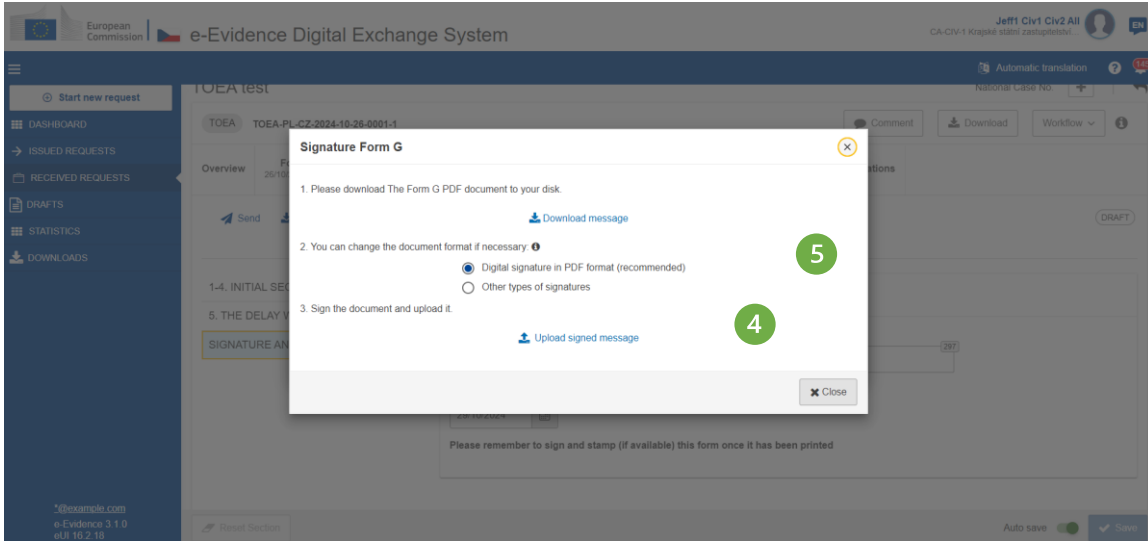 European
Commission
e-Evidence Digital Exchange System
Jeff1 Civ1 Civ2 All
CA-CIV-1 Krajské státní zastupitelství...
EN
Automatic translation
Start new request
TOEA test
National Case No.
DASHBOARD
TOEA TOEA-PL-CZ-2024-10-26-0001-1
Comment
Download
Workflow
ISSUED REQUESTS
RECEIVED REQUESTS
DRAFTS
STATISTICS
DOWNLOADS
Overview
Signature Form G
1. Please download The Form G PDF document to your disk.
Download message
Send
DRAFT
2. You can change the document format if necessary:
5
Digital signature in PDF format (recommended)
Other types of signatures
1-4. INITIAL SEC
3. Sign the document and upload it.
5. THE DELAY W
4
SIGNATURE AN
Upload signed message
297
Close
Please remember to sign and stamp (if available) this form once it has been printed
*@example.com
e-Evidence 3.1.0
eUI 16.2.18
Reset Section
Auto save
Save